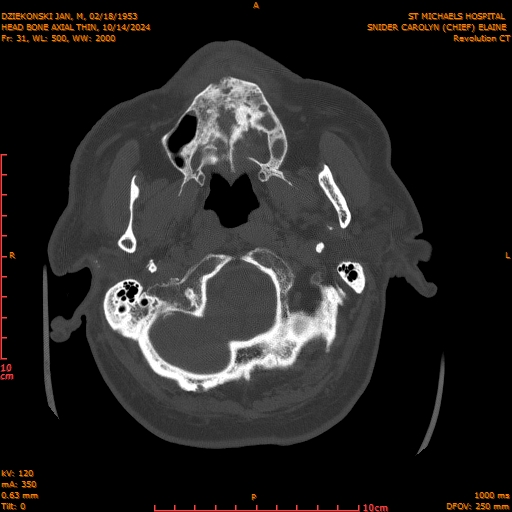 DZIEKONSKI JAN, M, 02/18/1953
HEAD BONE AXIAL THIN, 10/14/2024
Fr: 31, WL: 500, WW: 2000
A
ST MICHAELS HOSPITAL
SNIDER CAROLYN (CHIEF) ELAINE
Revolution CT
R
L
10
cm
kV: 120
mA: 350
0.63 mm
Tilt: 0
P
10cm
1000 ms
DFOV: 250 mm